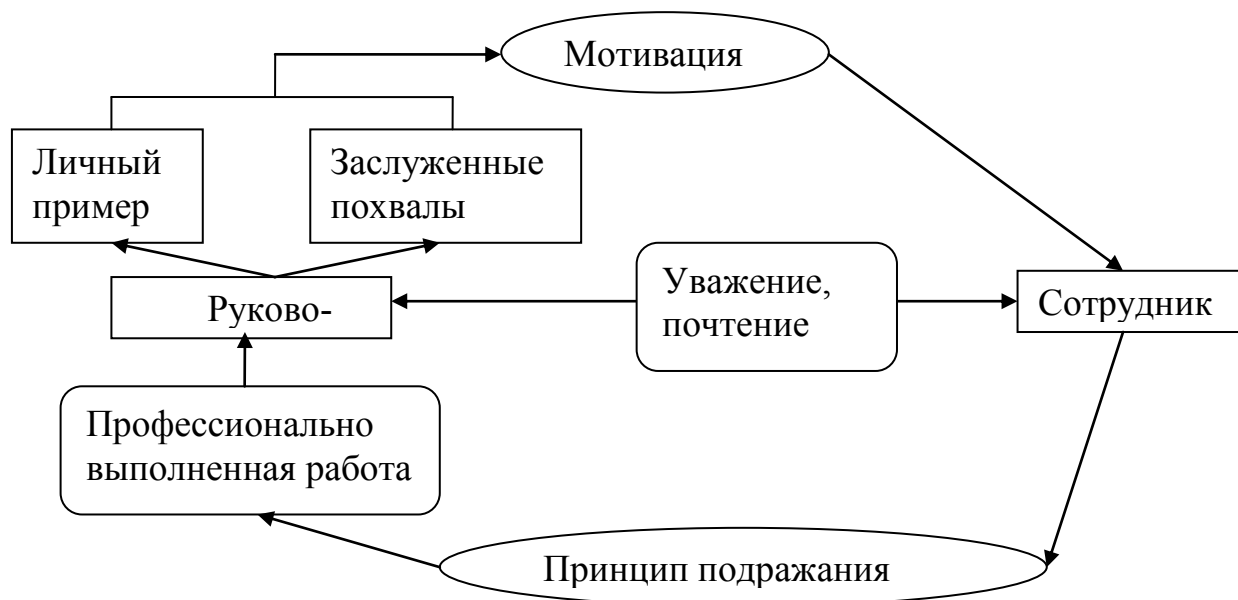 Мотивация
Личный
пример
Заслуженные
похвалы
Уважение,
почтение
Руково-
Сотрудник
Профессионально
выполненная работа
Принцип подражания